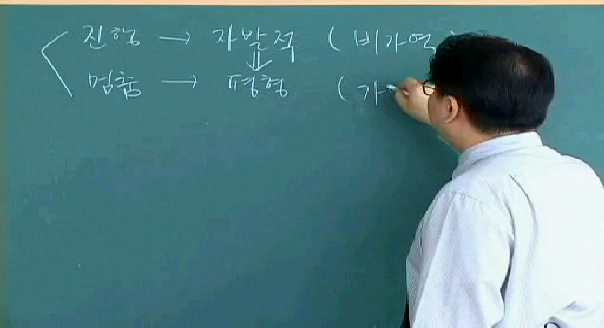 진행 → 자발적 (비가역)
⇓
멈춤 → 평형 (가